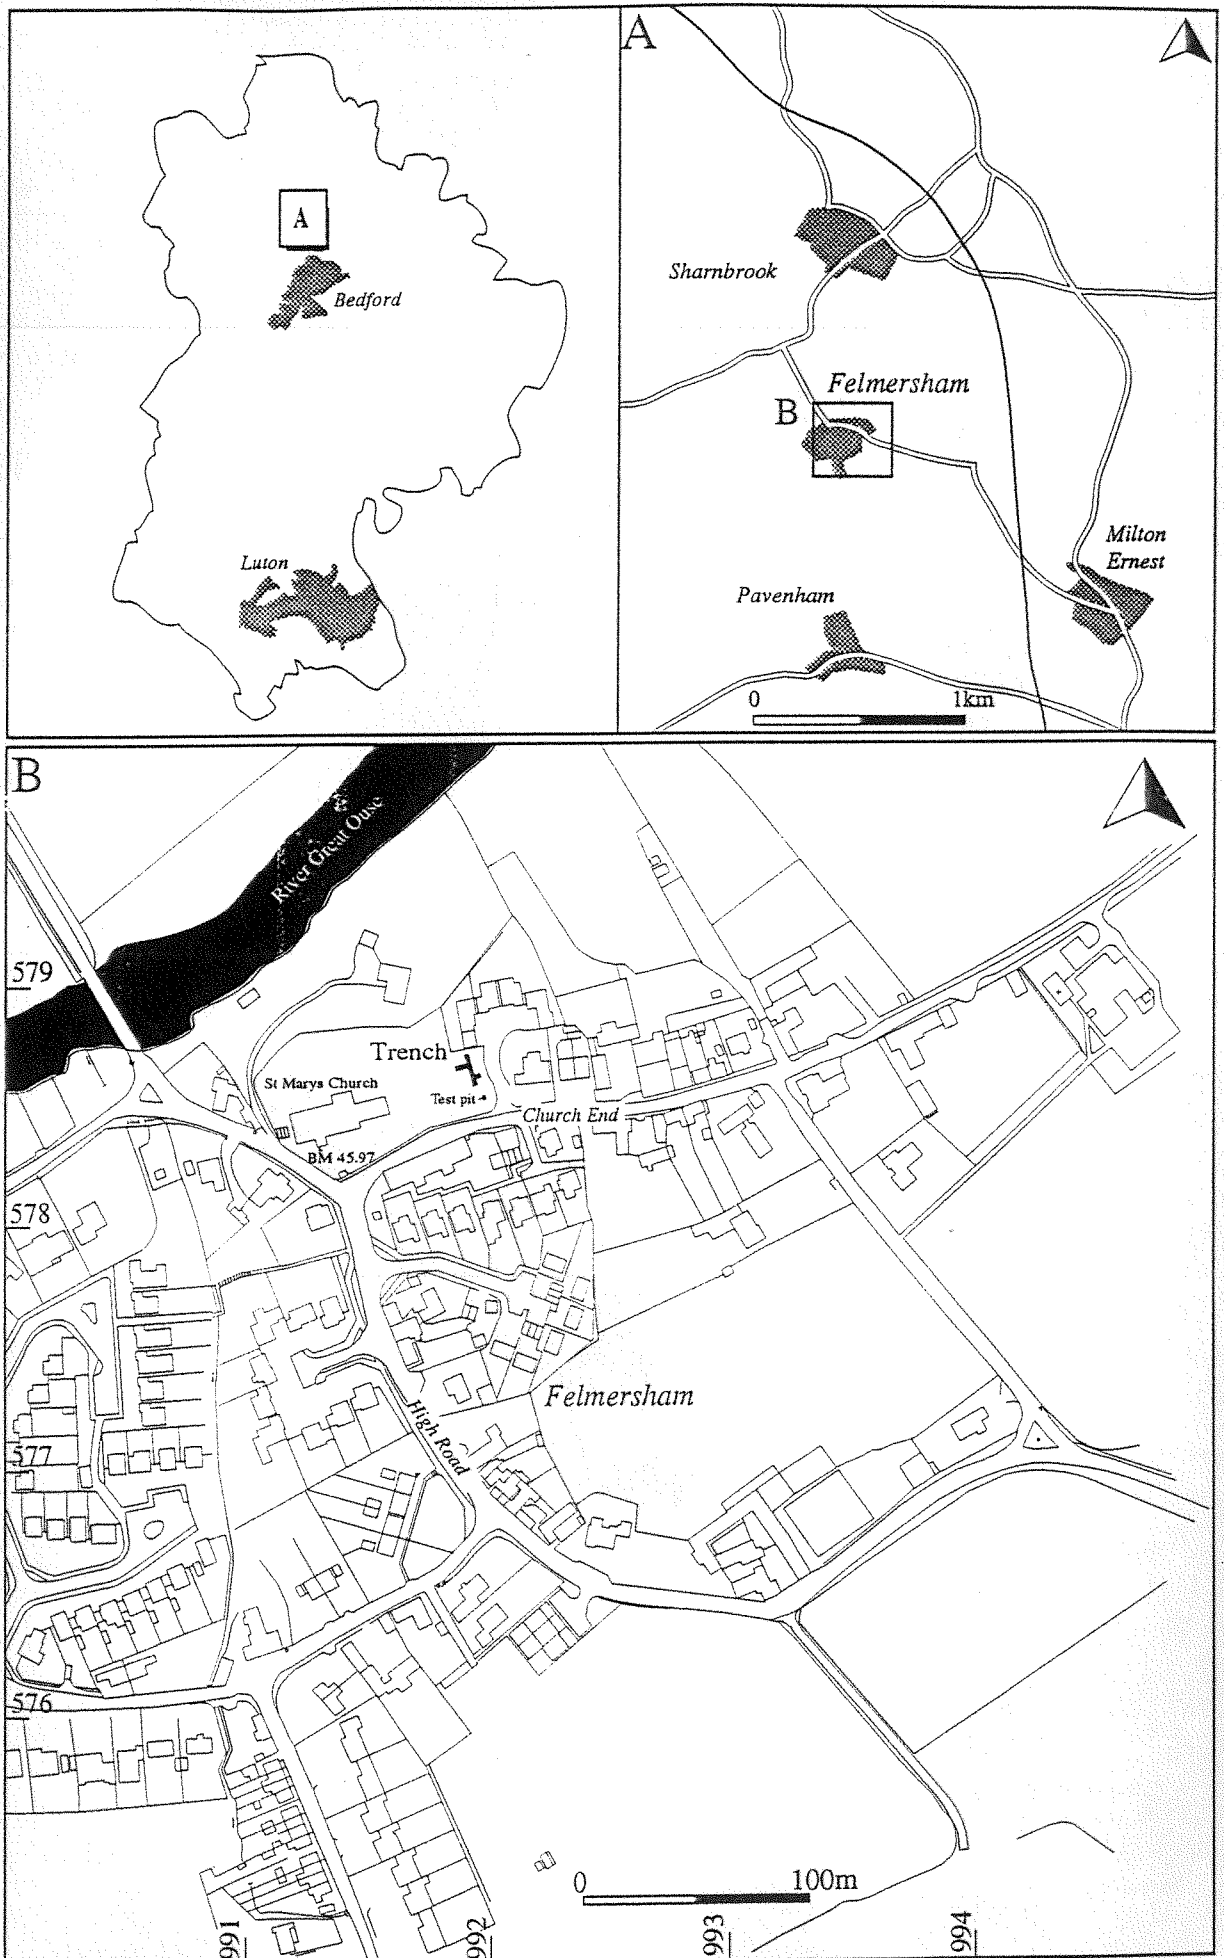 A
Bedford
Luton
A
Sharnbrook
Felmersham
B
Milton
Ernest
Pavenham
0 1km
B
River Great Ouse
579
Trench
St Marys Church
Test pit
Church End
BM 45.97
578
Felmersham
High Road
577
576
0 100m
991
992
993
994